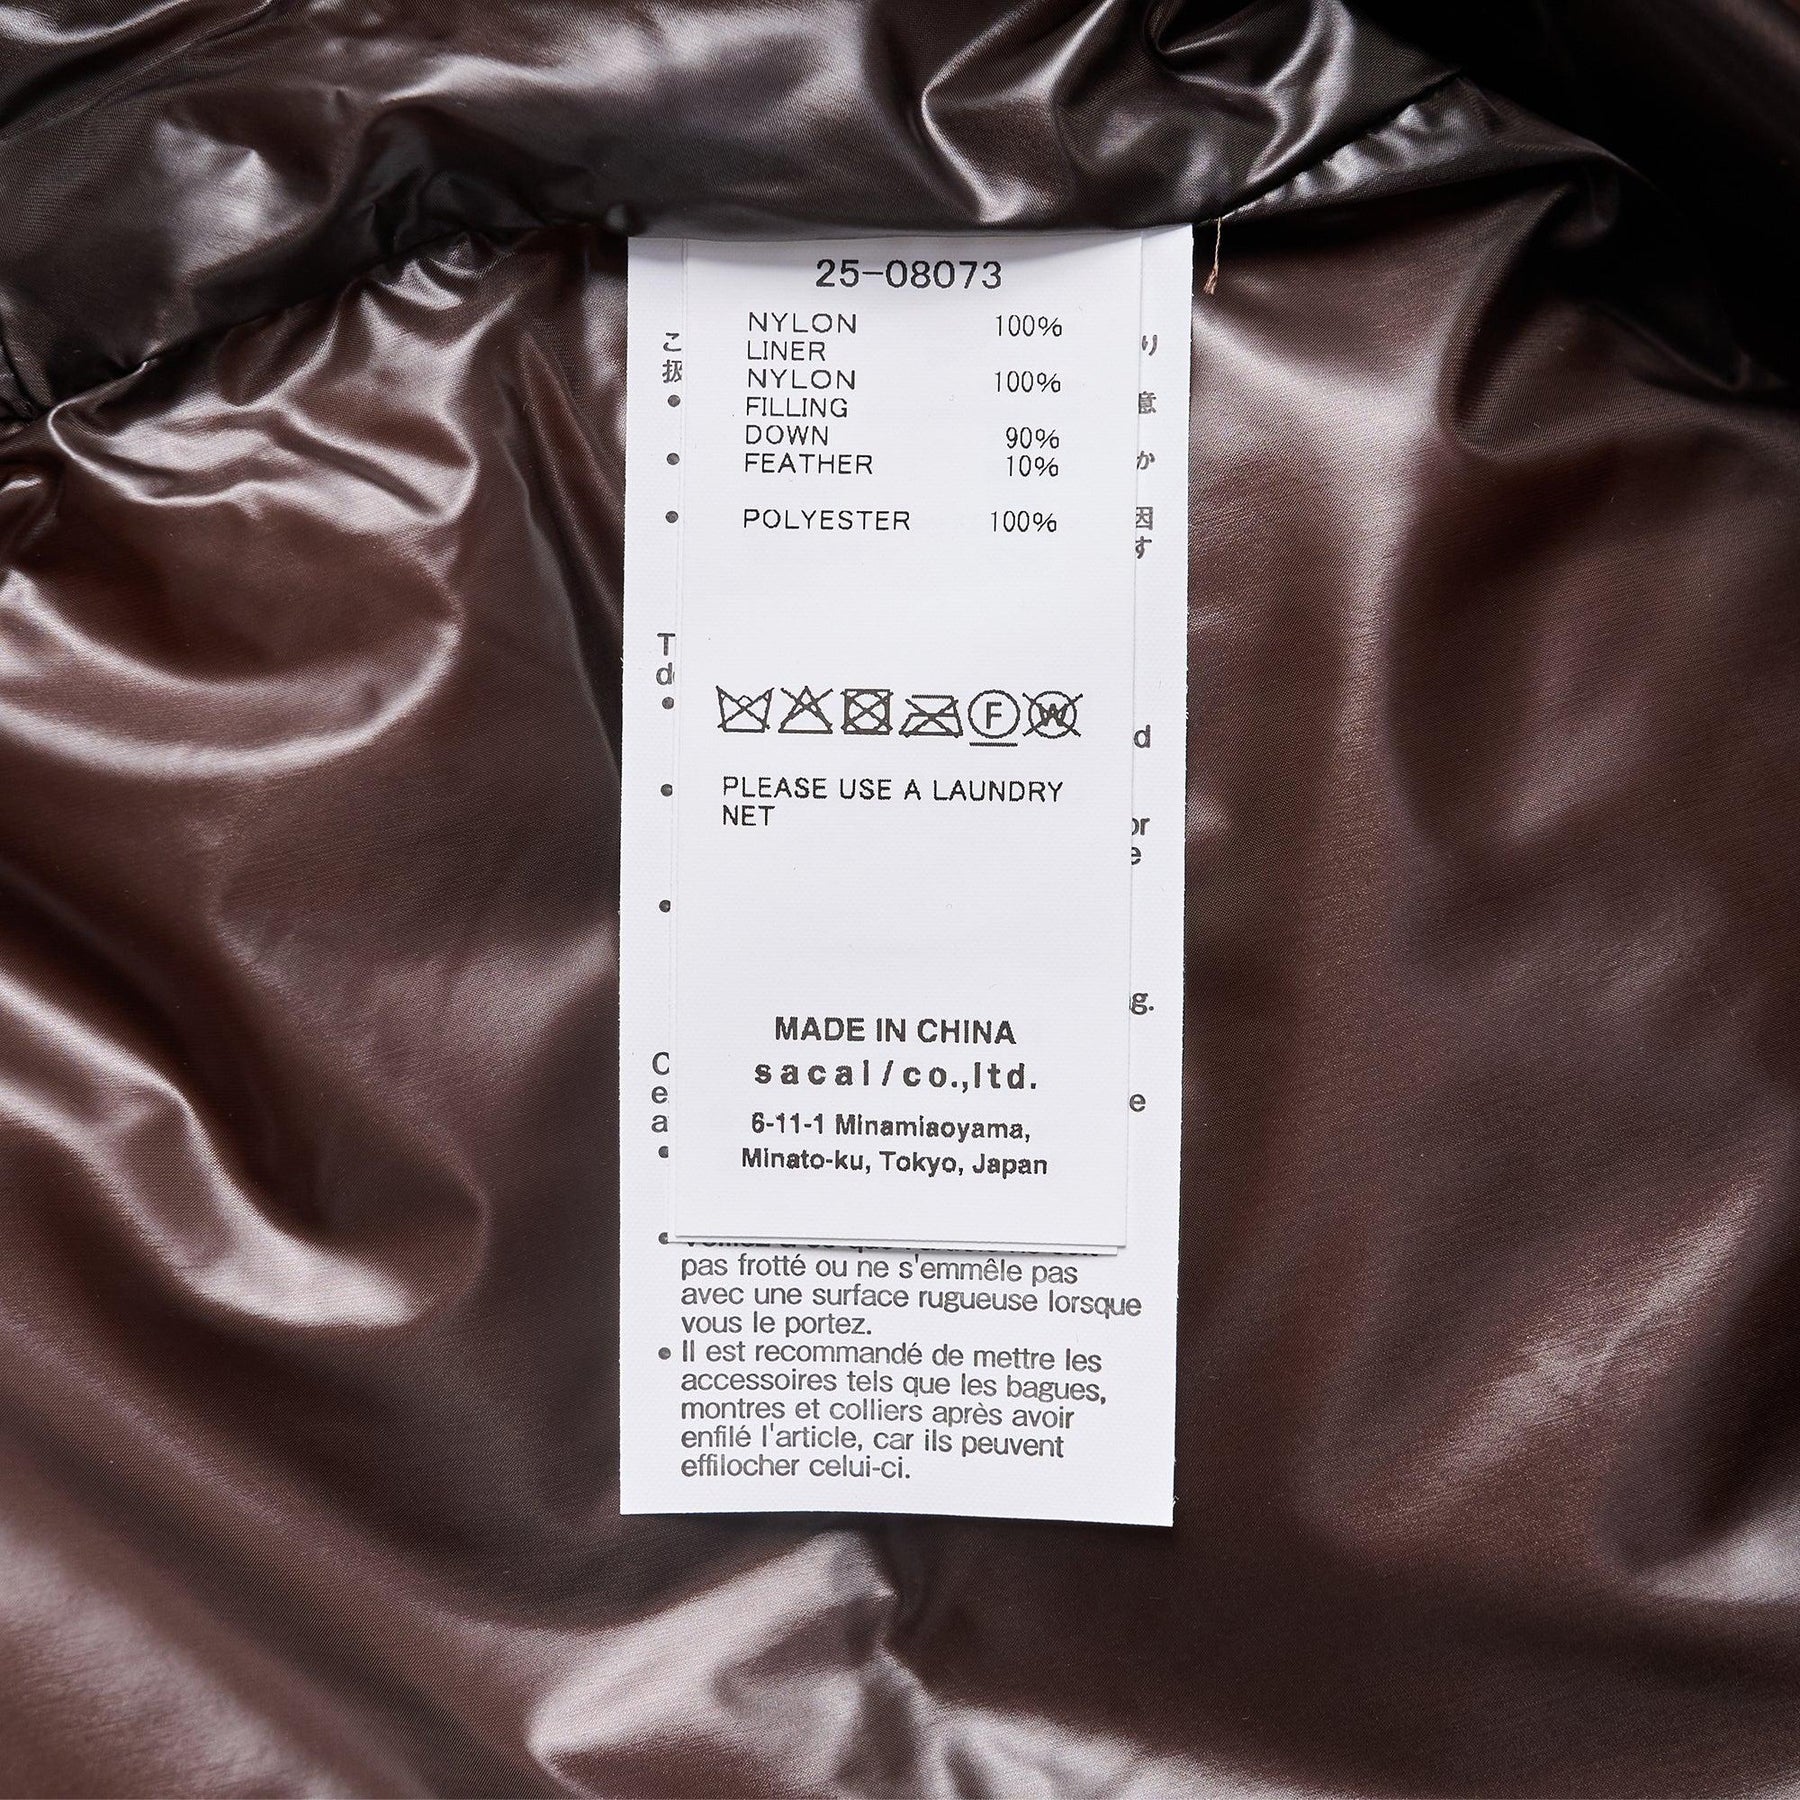 25-08073
NYLON 100%
LINER
NYLON 100%
FILLING
DOWN 90%
FEATHER 10%
POLYESTER 100%
F W
PLEASE USE A LAUNDRY
NET
MADE IN CHINA
sacai/co.,ltd.
6-11-1 Minamiaoyama,
Minato-ku, Tokyo, Japan
pas frotté ou ne s'emmêle pas
avec une surface rugueuse lorsque
vous le portez.
• Il est recommandé de mettre les
accessoires tels que les bagues,
montres et colliers après avoir
enfilé l'article, car ils peuvent
effilocher celui-ci.